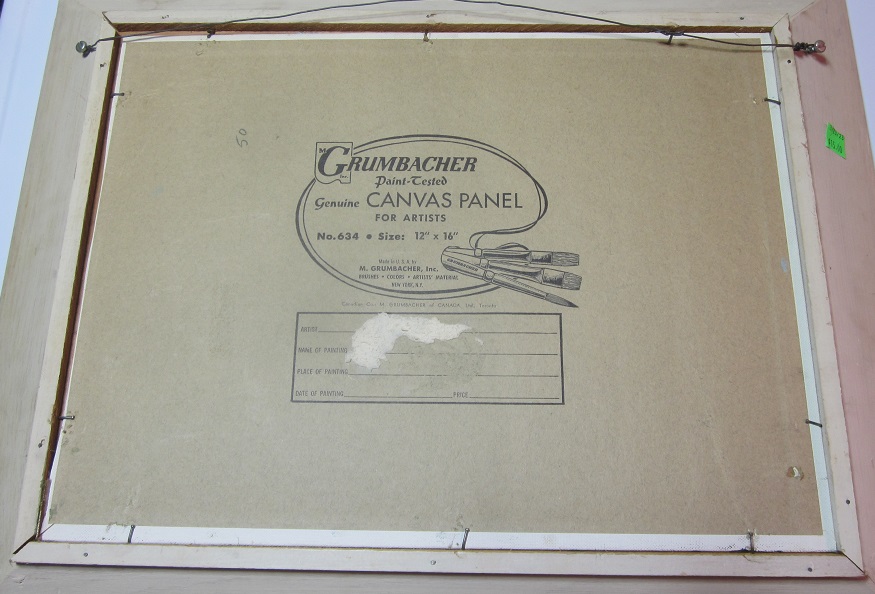 50
M. GRUMBACHER Inc.
Paint-Tested
Genuine CANVAS PANEL
FOR ARTISTS
No. 634 • Size: 12" x 16"
Made in U. S. A. by
M. GRUMBACHER, Inc.
BRUSHES • COLORS • ARTISTS' MATERIAL
NEW YORK, N.Y.
GRUMBACHER
M. GRUMBACHER of CANADA, Ltd. Toronto
ARTIST
NAME OF PAINTING
PLACE OF PAINTING
DATE OF PAINTING PRICE